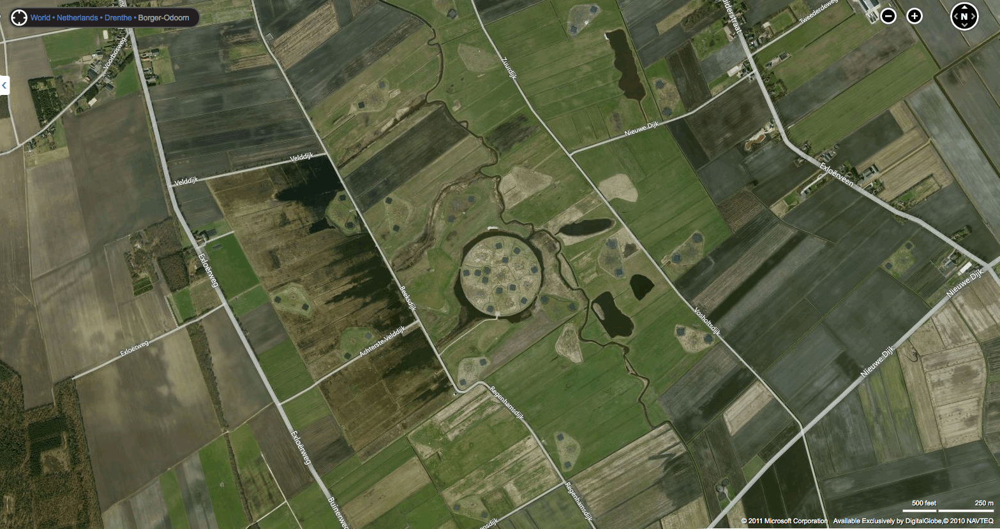 World • Netherlands • Drenthe • Borger-Odoorn
N
Voorbosweg
Zuurdijk
Tweederdeweg
Nieuwe Dijk
Velddijk
Velddijk
Exloërveen
Exloërweg
Beeksdijk
Nieuwe Dijk
Vosholtsdijk
Exloërweg
Achterste Velddijk
Nieuwe Dijk
Regenhamsdijk
Exloërweg
Regenhamsdijk
Buinerweg
500 feet 250 m
© 2011 Microsoft Corporation Available Exclusively by DigitalGlobe,© 2010 NAVTEQ